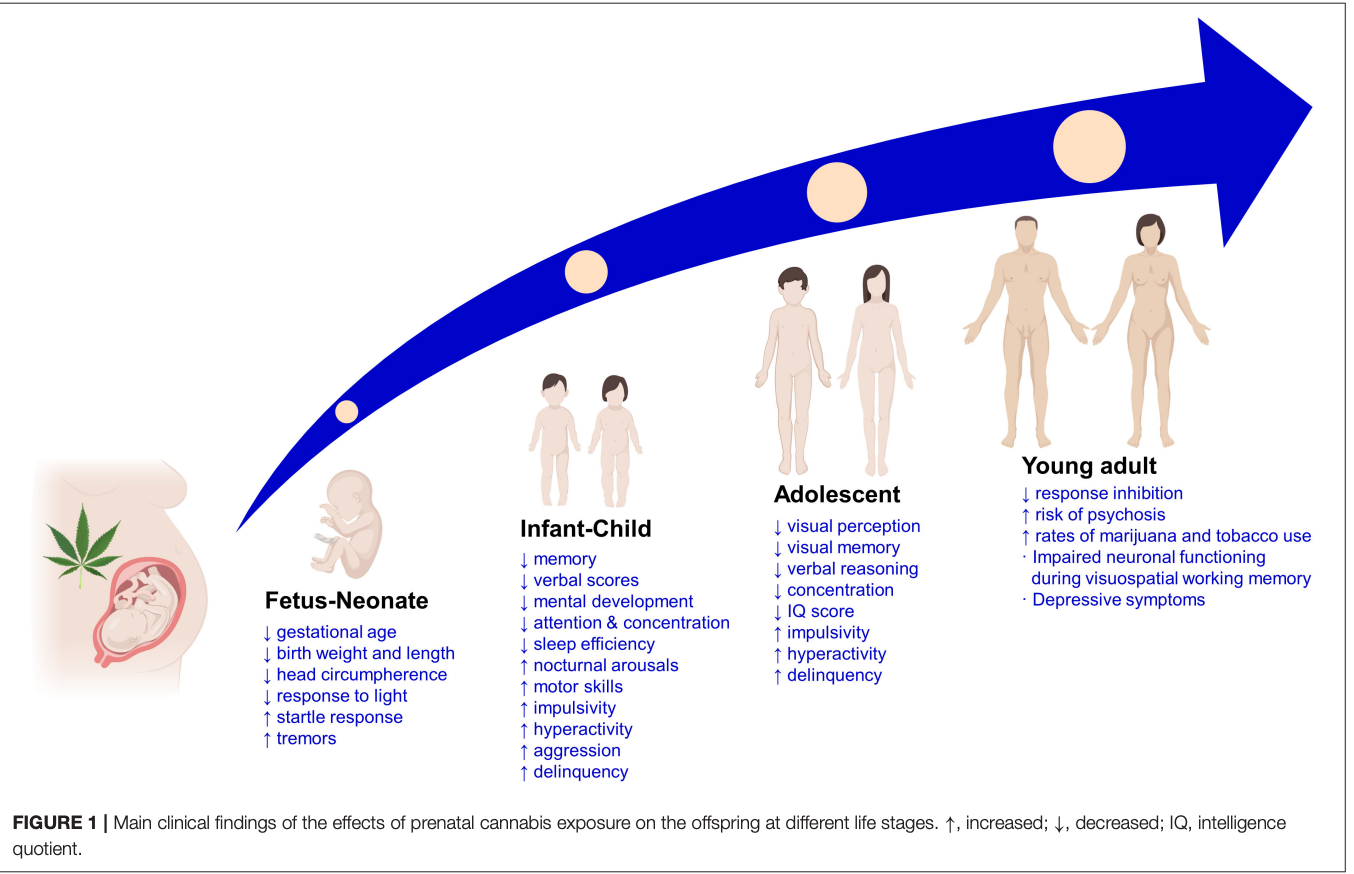 Fetus-Neonate
↓ gestational age
↓ birth weight and length
↓ head circumpherence
↓ response to light
↑ startle response
↑ tremors
Infant-Child
↓ memory
↓ verbal scores
↓ mental development
↓ attention & concentration
↓ sleep efficiency
↑ nocturnal arousals
↑ motor skills
↑ impulsivity
↑ hyperactivity
↑ aggression
↑ delinquency
Adolescent
↓ visual perception
↓ visual memory
↓ verbal reasoning
↓ concentration
↓ IQ score
↑ impulsivity
↑ hyperactivity
↑ delinquency
Young adult
↓ response inhibition
↑ risk of psychosis
↑ rates of marijuana and tobacco use
· Impaired neuronal functioning
during visuospatial working memory
· Depressive symptoms
FIGURE 1 | Main clinical findings of the effects of prenatal cannabis exposure on the offspring at different life stages. ↑, increased; ↓, decreased; IQ, intelligence
quotient.